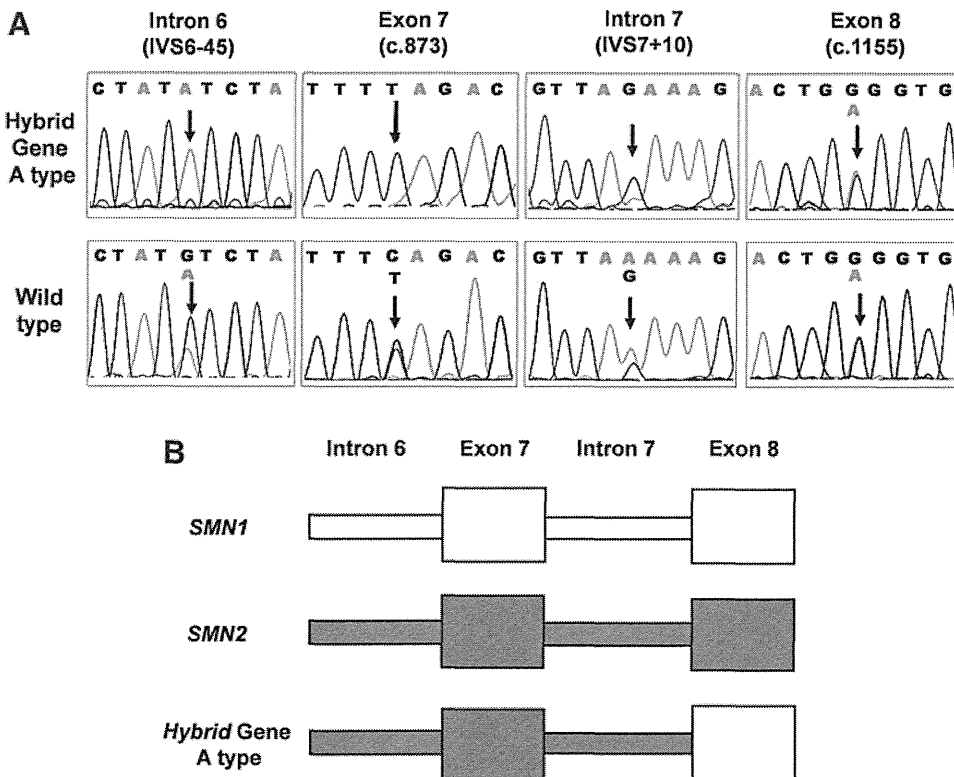 A
Intron 6
(IVS6-45)
Exon 7
(c.873)
Intron 7
(IVS7+10)
Exon 8
(c.1155)
Hybrid
Gene
A type
C T A T A T C T A
T T T T A G A C
G T T A G A A A G
A C T G G G G T G
A
Wild
type
C T A T G T C T A
A
T T T C A G A C
T
G T T A A A A A G
G
A C T G G G G T G
A
B
Intron 6
Exon 7
Intron 7
Exon 8
SMN1
SMN2
Hybrid Gene
A type